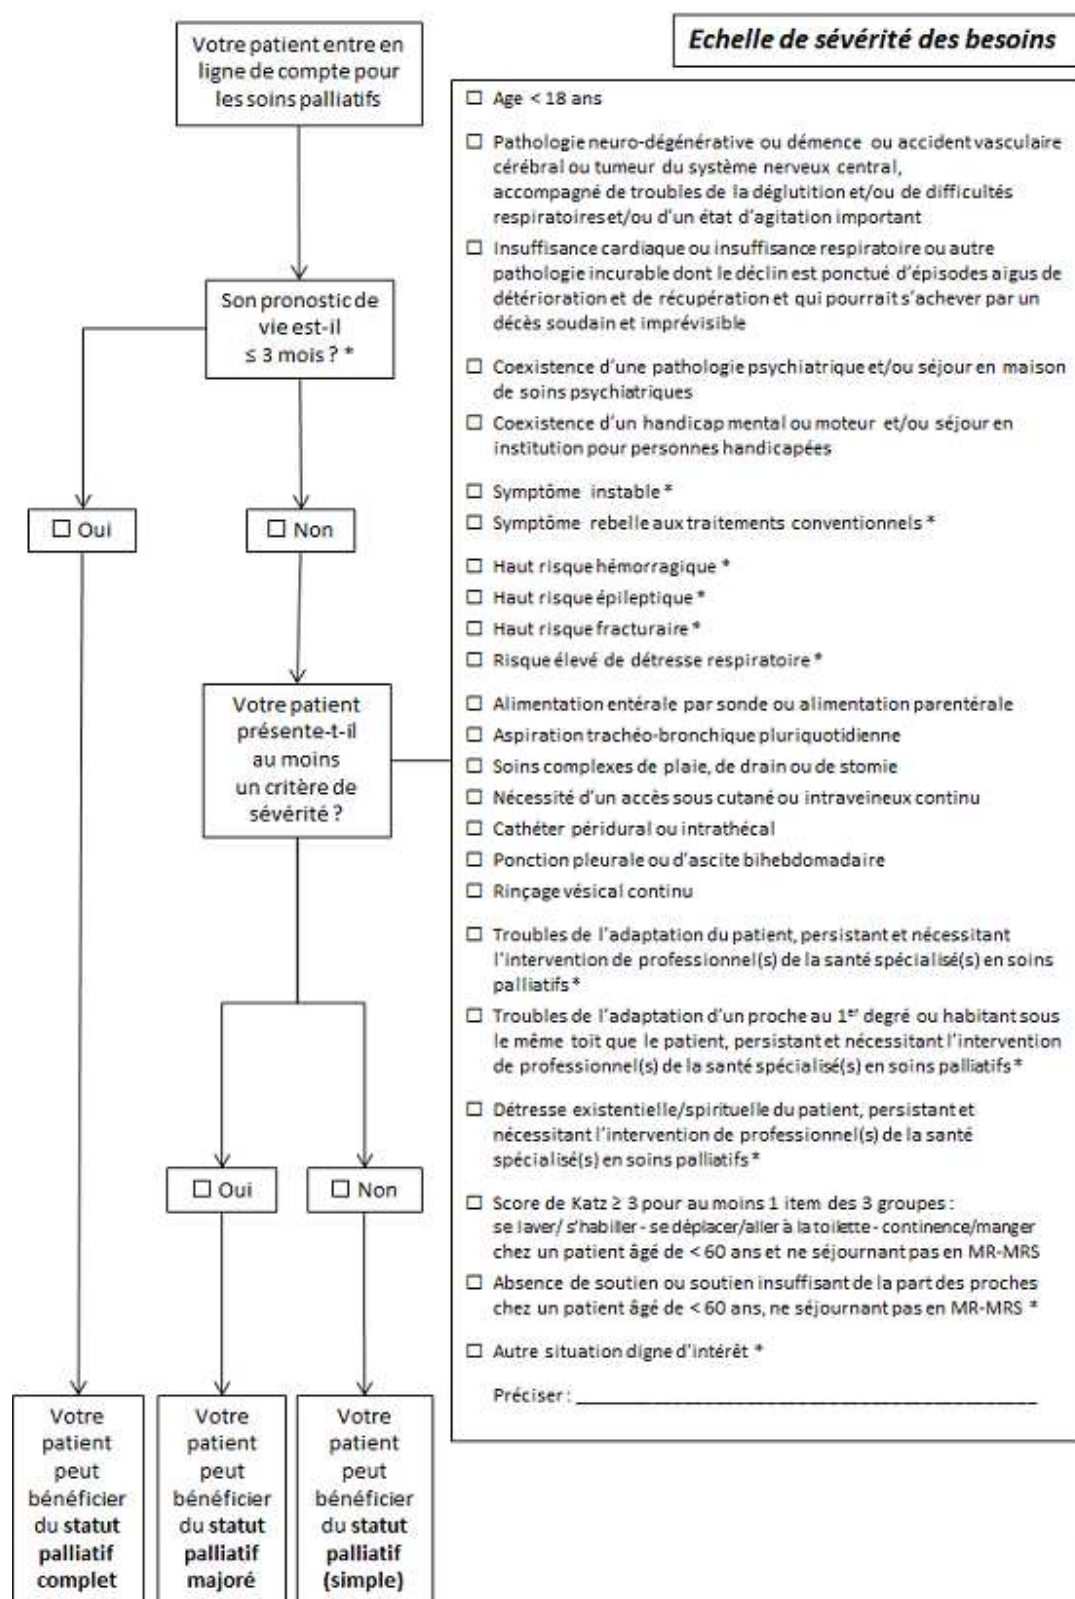 Echelle de sévérité des besoins
Votre patient entre en
ligne de compte pour
les soins palliatifs
Son pronostic de
vie est-il
≤ 3 mois ? *
☐ Oui
☐ Non
Votre patient
présente-t-il
au moins
un critère de
sévérité ?
☐ Oui
☐ Non
Votre
patient
peut
bénéficier
du statut
palliatif
complet
Votre
patient
peut
bénéficier
du statut
palliatif
majoré
Votre
patient
peut
bénéficier
du statut
palliatif
(simple)
☐ Age < 18 ans
☐ Pathologie neuro-dégénérative ou démence ou accident vasculaire
cérébral ou tumeur du système nerveux central,
accompagné de troubles de la déglutition et/ou de difficultés
respiratoires et/ou d'un état d'agitation important
☐ Insuffisance cardiaque ou insuffisance respiratoire ou autre
pathologie incurable dont le déclin est ponctué d'épisodes aigus de
détérioration et de récupération et qui pourrait s'achever par un
décès soudain et imprévisible
☐ Coexistence d'une pathologie psychiatrique et/ou séjour en maison
de soins psychiatriques
☐ Coexistence d'un handicap mental ou moteur et/ou séjour en
institution pour personnes handicapées
☐ Symptôme instable *
☐ Symptôme rebelle aux traitements conventionnels *
☐ Haut risque hémorragique *
☐ Haut risque épileptique *
☐ Haut risque fracturaire *
☐ Risque élevé de détresse respiratoire *
☐ Alimentation entérale par sonde ou alimentation parentérale
☐ Aspiration trachéo-bronchique pluriquotidienne
☐ Soins complexes de plaie, de drain ou de stomie
☐ Nécessité d'un accès sous cutané ou intraveineux continu
☐ Cathéter péridural ou intrathécal
☐ Ponction pleurale ou d'ascite bihebdomadaire
☐ Rinçage vésical continu
☐ Troubles de l'adaptation du patient, persistant et nécessitant
l'intervention de professionnel(s) de la santé spécialisé(s) en soins
palliatifs *
☐ Troubles de l'adaptation d'un proche au 1er degré ou habitant sous
le même toit que le patient, persistant et nécessitant l'intervention
de professionnel(s) de la santé spécialisé(s) en soins palliatifs *
☐ Détresse existentielle/spirituelle du patient, persistant et
nécessitant l'intervention de professionnel(s) de la santé
spécialisé(s) en soins palliatifs *
☐ Score de Katz ≥ 3 pour au moins 1 item des 3 groupes :
se laver/ s'habiller - se déplacer/aller à la toilette - continence/manger
chez un patient âgé de < 60 ans et ne séjournant pas en MR-MRS
☐ Absence de soutien ou soutien insuffisant de la part des proches
chez un patient âgé de < 60 ans, ne séjournant pas en MR-MRS *
☐ Autre situation digne d'intérêt *
Préciser : ________________________________________